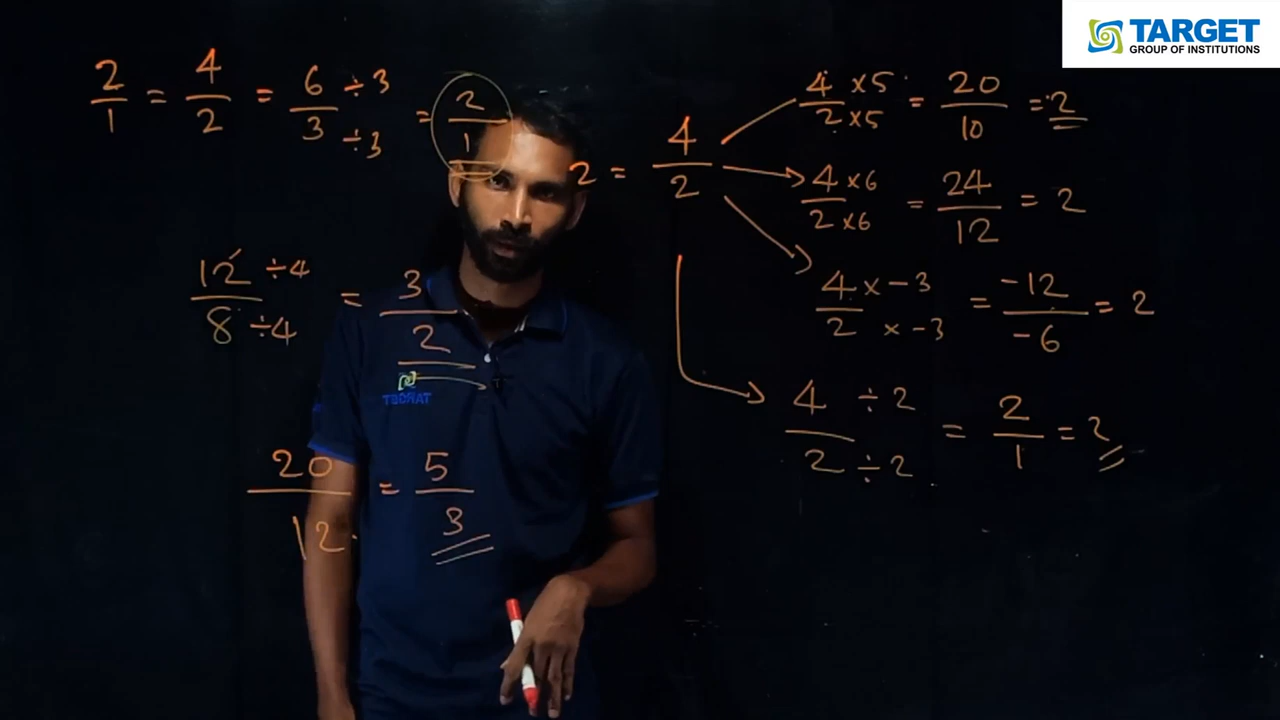 TARGET
GROUP OF INSTITUTIONS
2/1 = 4/2 = 6 ÷3/3 ÷3 = 2/1
2 = 4/2
4 ×5/2 ×5 = 20/10 = 2
4 ×6/2 ×6 = 24/12 = 2
4 × -3/2 × -3 = -12/-6 = 2
4 ÷2/2 ÷2 = 2/1 = 2
12 ÷4/8 ÷4 = 3/2
TARGET
20/12 = 5/3